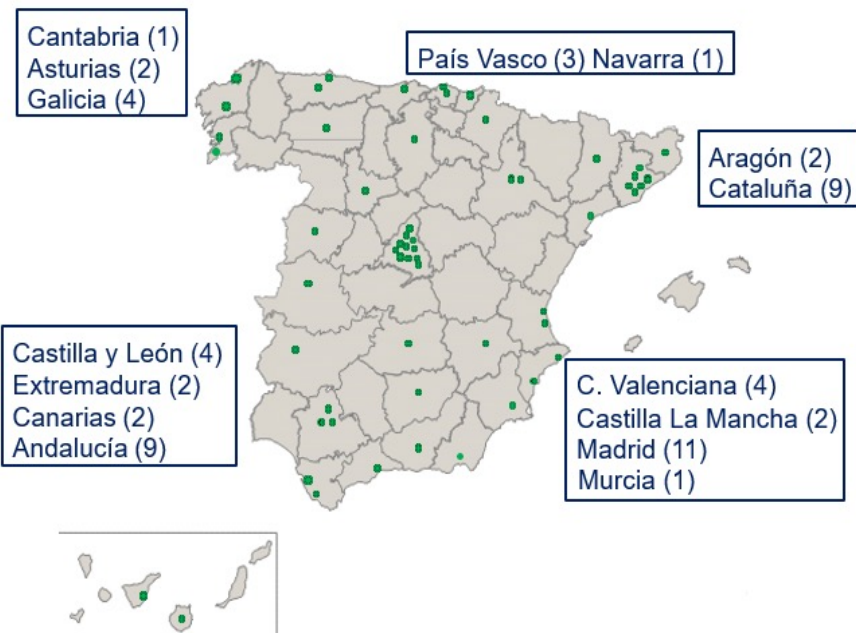 Cantabria (1)
Asturias (2)
Galicia (4)
País Vasco (3) Navarra (1)
Aragón (2)
Cataluña (9)
Castilla y León (4)
Extremadura (2)
Canarias (2)
Andalucía (9)
C. Valenciana (4)
Castilla La Mancha (2)
Madrid (11)
Murcia (1)